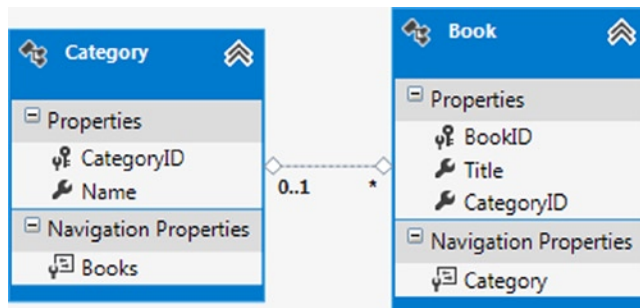 Category
Properties
CategoryID
Name
Navigation Properties
Books
0..1
*
Book
Properties
BookID
Title
CategoryID
Navigation Properties
Category